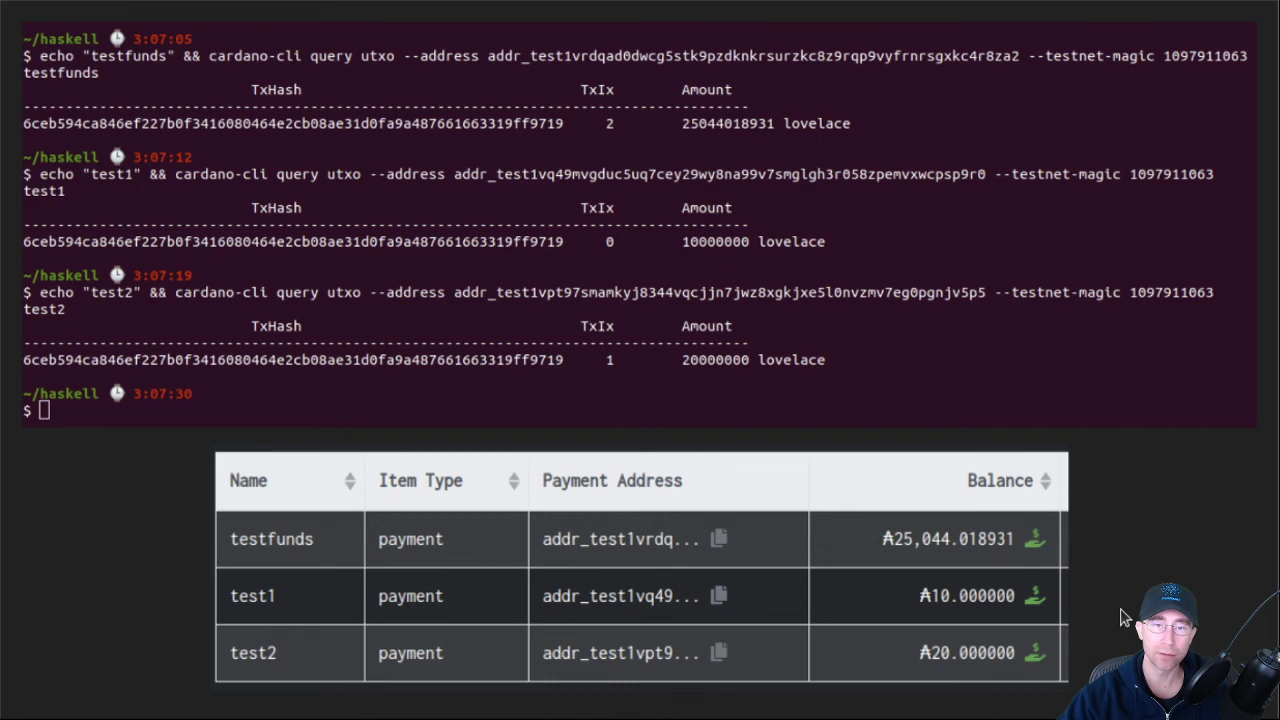 ~/haskell ⌚ 3:07:05
$ echo "testfunds" && cardano-cli query utxo --address addr_test1vrdqad0dwcg5stk9pzdknkrsurzkc8z9rqp9vyfrnrsgxkc4r8za2 --testnet-magic 1097911063
testfunds
TxHash TxIx Amount
--------------------------------------------------------------------------------------
6ceb594ca846ef227b0f3416080464e2cb08ae31d0fa9a487661663319ff9719 2 25044018931 lovelace
~/haskell ⌚ 3:07:12
$ echo "test1" && cardano-cli query utxo --address addr_test1vq49mvgduc5uq7cey29wy8na99v7smglgh3r058zpemvxwcpsp9r0 --testnet-magic 1097911063
test1
TxHash TxIx Amount
--------------------------------------------------------------------------------------
6ceb594ca846ef227b0f3416080464e2cb08ae31d0fa9a487661663319ff9719 0 10000000 lovelace
~/haskell ⌚ 3:07:19
$ echo "test2" && cardano-cli query utxo --address addr_test1vpt97smamkyj8344vqcjjn7jwz8xgkjxe5l0nvzmv7eg0pgnjv5p5 --testnet-magic 1097911063
test2
TxHash TxIx Amount
--------------------------------------------------------------------------------------
6ceb594ca846ef227b0f3416080464e2cb08ae31d0fa9a487661663319ff9719 1 20000000 lovelace
~/haskell ⌚ 3:07:30
$
Name Item Type Payment Address Balance
testfunds payment addr_test1vrdq... ₳25,044.018931
test1 payment addr_test1vq49... ₳10.000000
test2 payment addr_test1vpt9... ₳20.000000